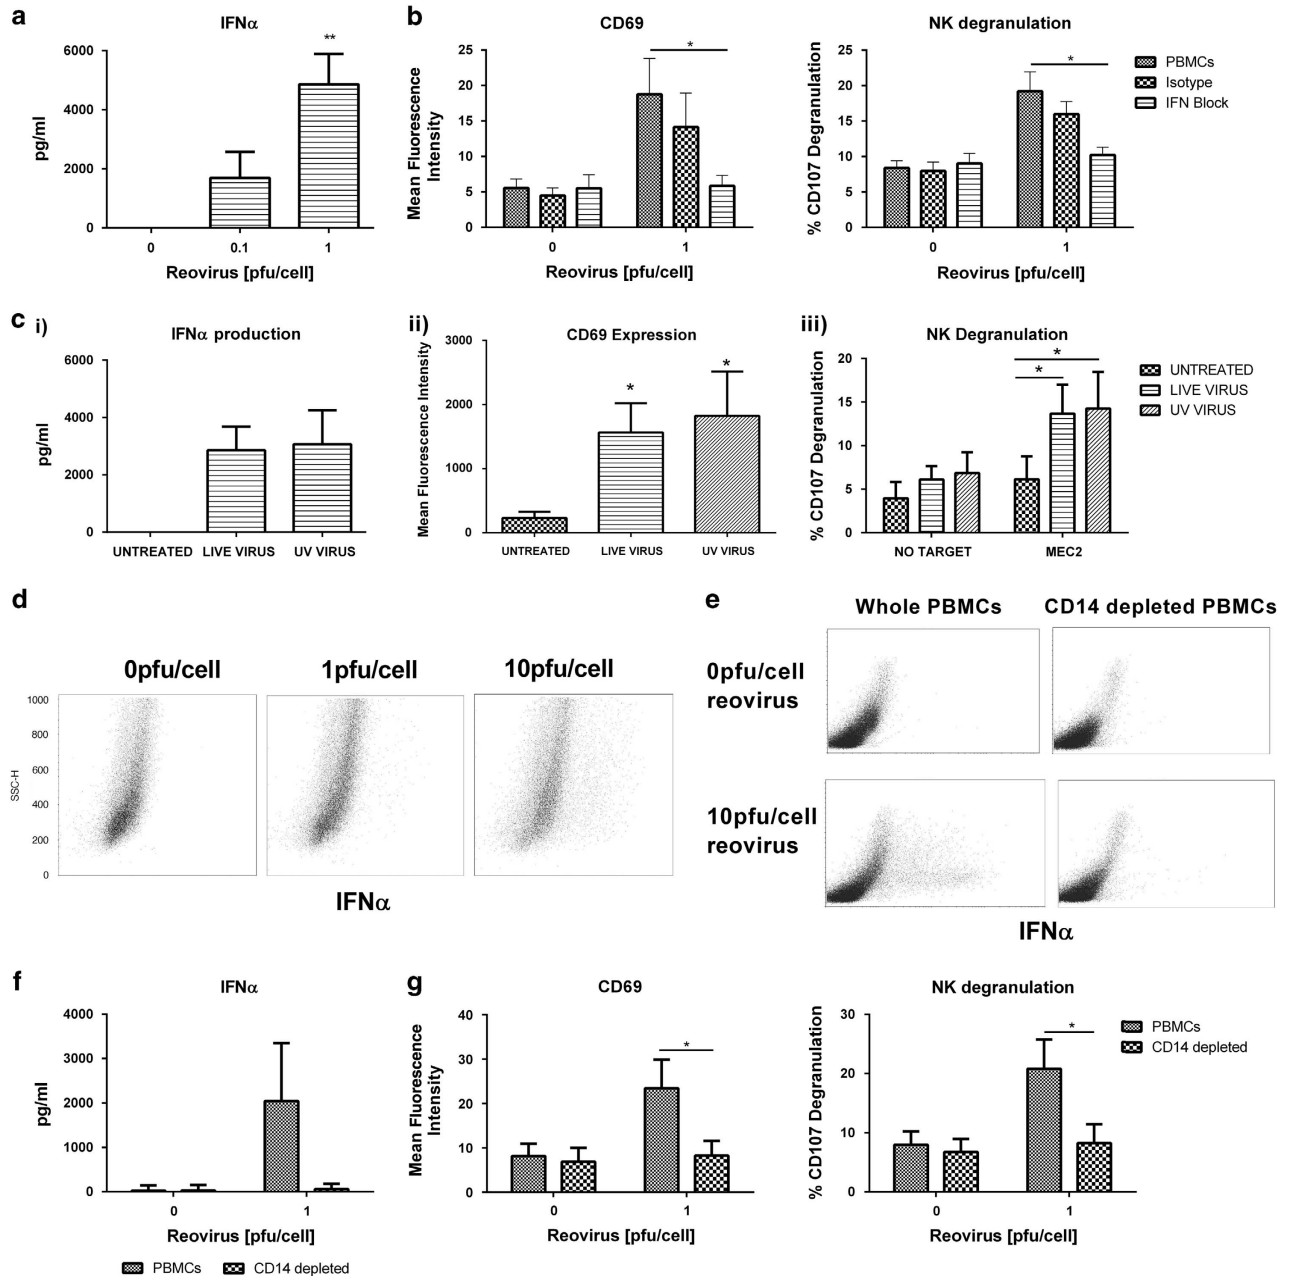 a
IFNα
**
6000
4000
2000
0
pg/ml
0
0.1
1
Reovirus [pfu/cell]
b
CD69
*
25
20
15
10
5
0
Mean Fluorescence
Intensity
0
1
Reovirus [pfu/cell]
NK degranulation
*
25
20
15
10
5
0
% CD107 Degranulation
0
1
Reovirus [pfu/cell]
PBMCs
Isotype
IFN Block
c
i)
IFNα production
6000
4000
2000
0
pg/ml
UNTREATED
LIVE VIRUS
UV VIRUS
ii)
CD69 Expression
*
*
3000
2000
1000
0
Mean Fluorescence Intensity
UNTREATED
LIVE VIRUS
UV VIRUS
iii)
NK Degranulation
*
*
20
15
10
5
0
% CD107 Degranulation
NO TARGET
MEC2
UNTREATED
LIVE VIRUS
UV VIRUS
d
0pfu/cell
1pfu/cell
10pfu/cell
1000
800
600
400
200
0
SSC-H
IFNα
e
Whole PBMCs
CD14 depleted PBMCs
0pfu/cell
reovirus
10pfu/cell
reovirus
IFNα
f
IFNα
4000
3000
2000
1000
0
pg/ml
0
1
Reovirus [pfu/cell]
PBMCs
CD14 depleted
g
CD69
*
40
30
20
10
0
Mean Fluorescence
Intensity
0
1
Reovirus [pfu/cell]
NK degranulation
*
30
20
10
0
% CD107 Degranulation
0
1
Reovirus [pfu/cell]
PBMCs
CD14 depleted